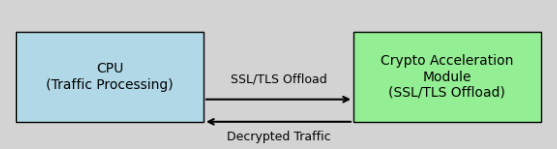 CPU
(Traffic Processing)
SSL/TLS Offload
Decrypted Traffic
Crypto Acceleration
Module
(SSL/TLS Offload)